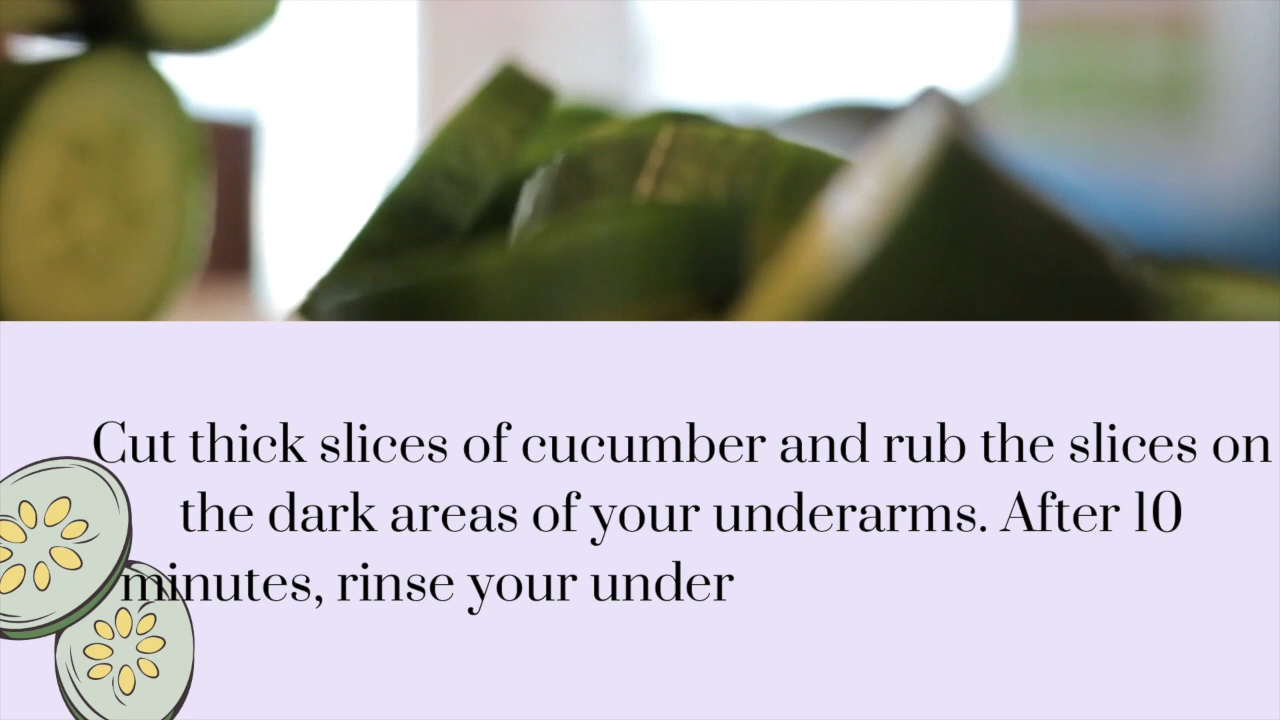 Cut thick slices of cucumber and rub the slices on
the dark areas of your underarms. After 10
minutes, rinse your under